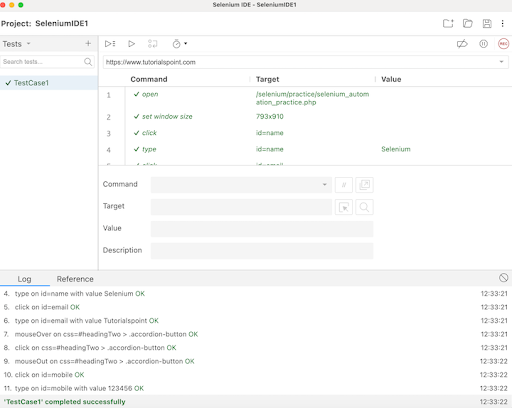 Selenium IDE - SeleniumIDE1
Project: SeleniumIDE1
Tests
Search tests...
TestCase1
https://www.tutorialspoint.com
Command Target Value
1 open /selenium/practice/selenium_autom
ation_practice.php
2 set window size 793x910
3 click id=name
4 type id=name Selenium
click id=email
Command
//
Target
Value
Description
Log Reference
4. type on id=name with value Selenium OK 12:33:21
5. click on id=email OK 12:33:21
6. type on id=email with value Tutorialspoint OK 12:33:21
7. mouseOver on css=#headingTwo > .accordion-button OK 12:33:21
8. click on css=#headingTwo > .accordion-button OK 12:33:21
9. mouseOut on css=#headingTwo > .accordion-button OK 12:33:22
10. click on id=mobile OK 12:33:22
11. type on id=mobile with value 123456 OK 12:33:22
'TestCase1' completed successfully 12:33:22